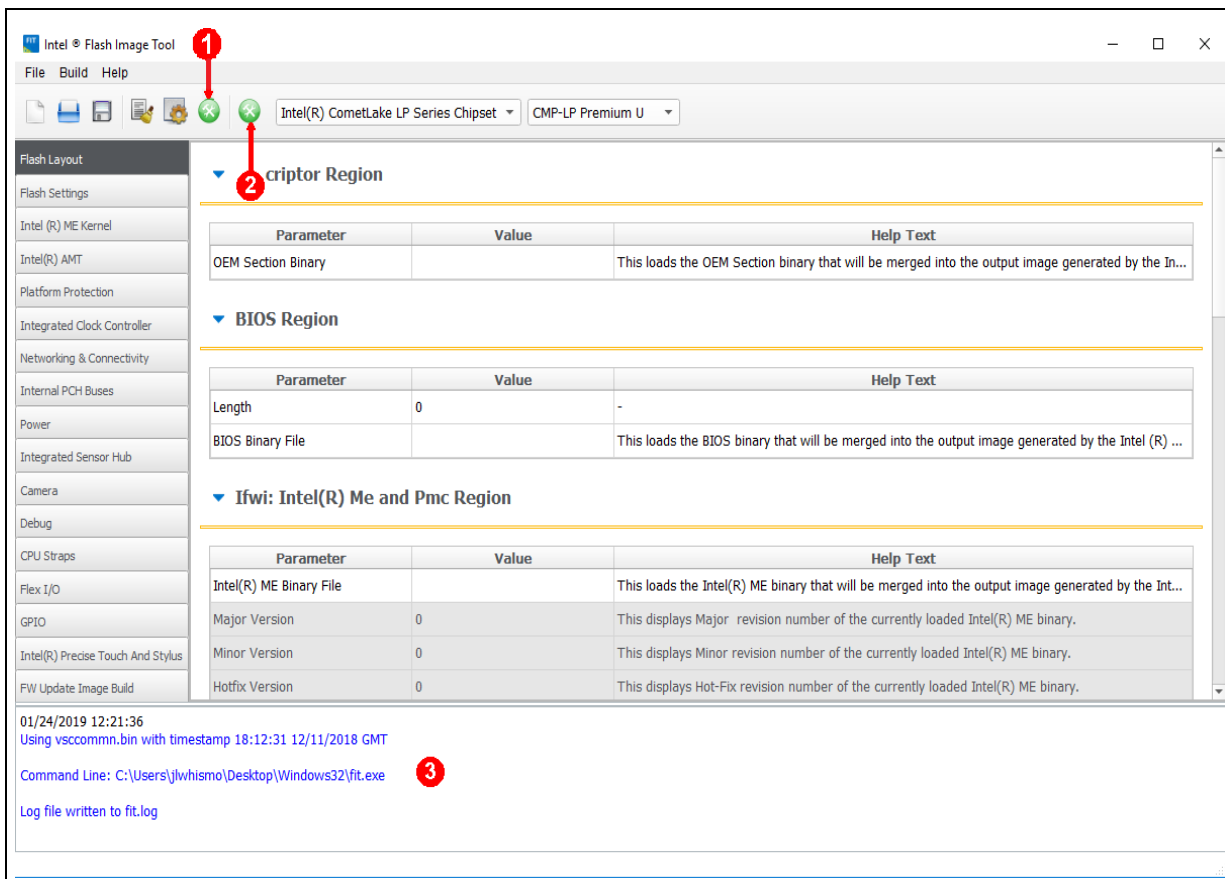 FIT Intel ® Flash Image Tool
1
File Build Help
Intel(R) CometLake LP Series Chipset CMP-LP Premium U
2
Flash Layout
Flash Settings
Intel (R) ME Kernel
Intel(R) AMT
Platform Protection
Integrated Clock Controller
Networking & Connectivity
Internal PCH Buses
Power
Integrated Sensor Hub
Camera
Debug
CPU Straps
Flex I/O
GPIO
Intel(R) Precise Touch And Stylus
FW Update Image Build
criptor Region
Parameter Value Help Text
OEM Section Binary This loads the OEM Section binary that will be merged into the output image generated by the In...
BIOS Region
Parameter Value Help Text
Length 0 -
BIOS Binary File This loads the BIOS binary that will be merged into the output image generated by the Intel (R) ...
Ifwi: Intel(R) Me and Pmc Region
Parameter Value Help Text
Intel(R) ME Binary File This loads the Intel(R) ME binary that will be merged into the output image generated by the Int...
Major Version 0 This displays Major  revision number of the currently loaded Intel(R) ME binary.
Minor Version 0 This displays Minor revision number of the currently loaded Intel(R) ME binary.
Hotfix Version 0 This displays Hot-Fix revision number of the currently loaded Intel(R) ME binary.
01/24/2019 12:21:36
Using vsccommn.bin with timestamp 18:12:31 12/11/2018 GMT
Command Line: C:\Users\jlwhismo\Desktop\Windows32\fit.exe 3
Log file written to fit.log